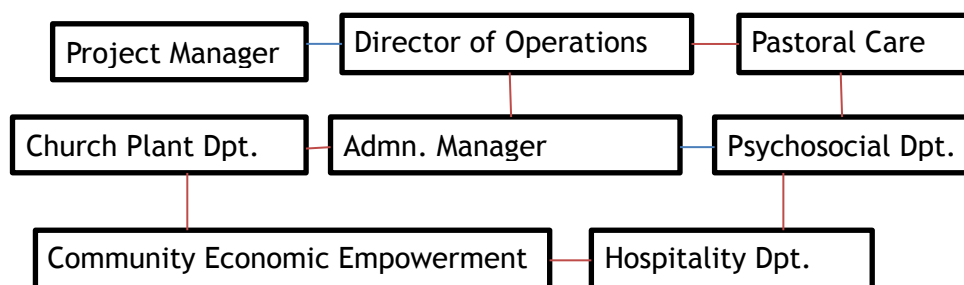 Project Manager
Director of Operations
Pastoral Care
Church Plant Dpt.
Admn. Manager
Psychosocial Dpt.
Community Economic Empowerment
Hospitality Dpt.